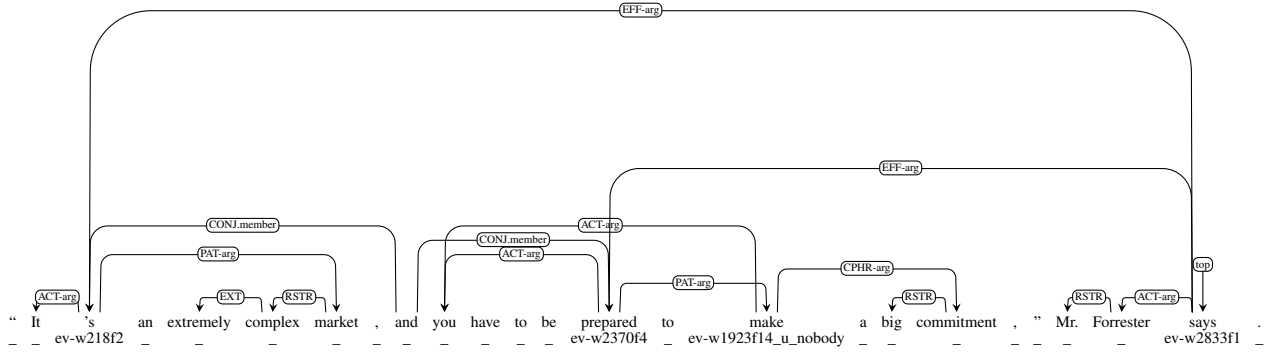 EFF-arg
EFF-arg
CONJ.member ACT-arg
CONJ.member
PAT-arg ACT-arg
CPHR-arg top
PAT-arg
ACT-arg EXT RSTR RSTR RSTR ACT-arg
“ It 's an extremely complex market , and you have to be prepared to make a big commitment , ” Mr. Forrester says .
_ _ ev-w218f2 _ _ _ _ _ _ _ _ _ _ ev-w2370f4 _ ev-w1923f14_u_nobody _ _ _ _ _ _ _ ev-w2833f1 _